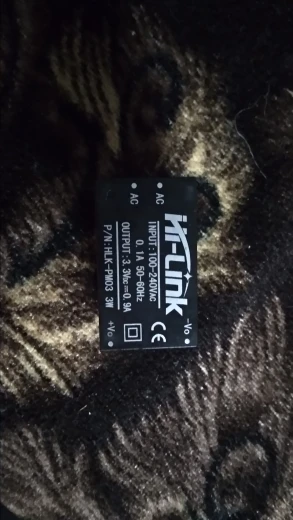 Hi-Link
INPUT:100-240VAC
0.1A 50-60Hz
OUTPUT:3.3VDC⎓0.9A
P/N:HLK-PM03 3W
AC
AC
-Vo
+Vo
CE